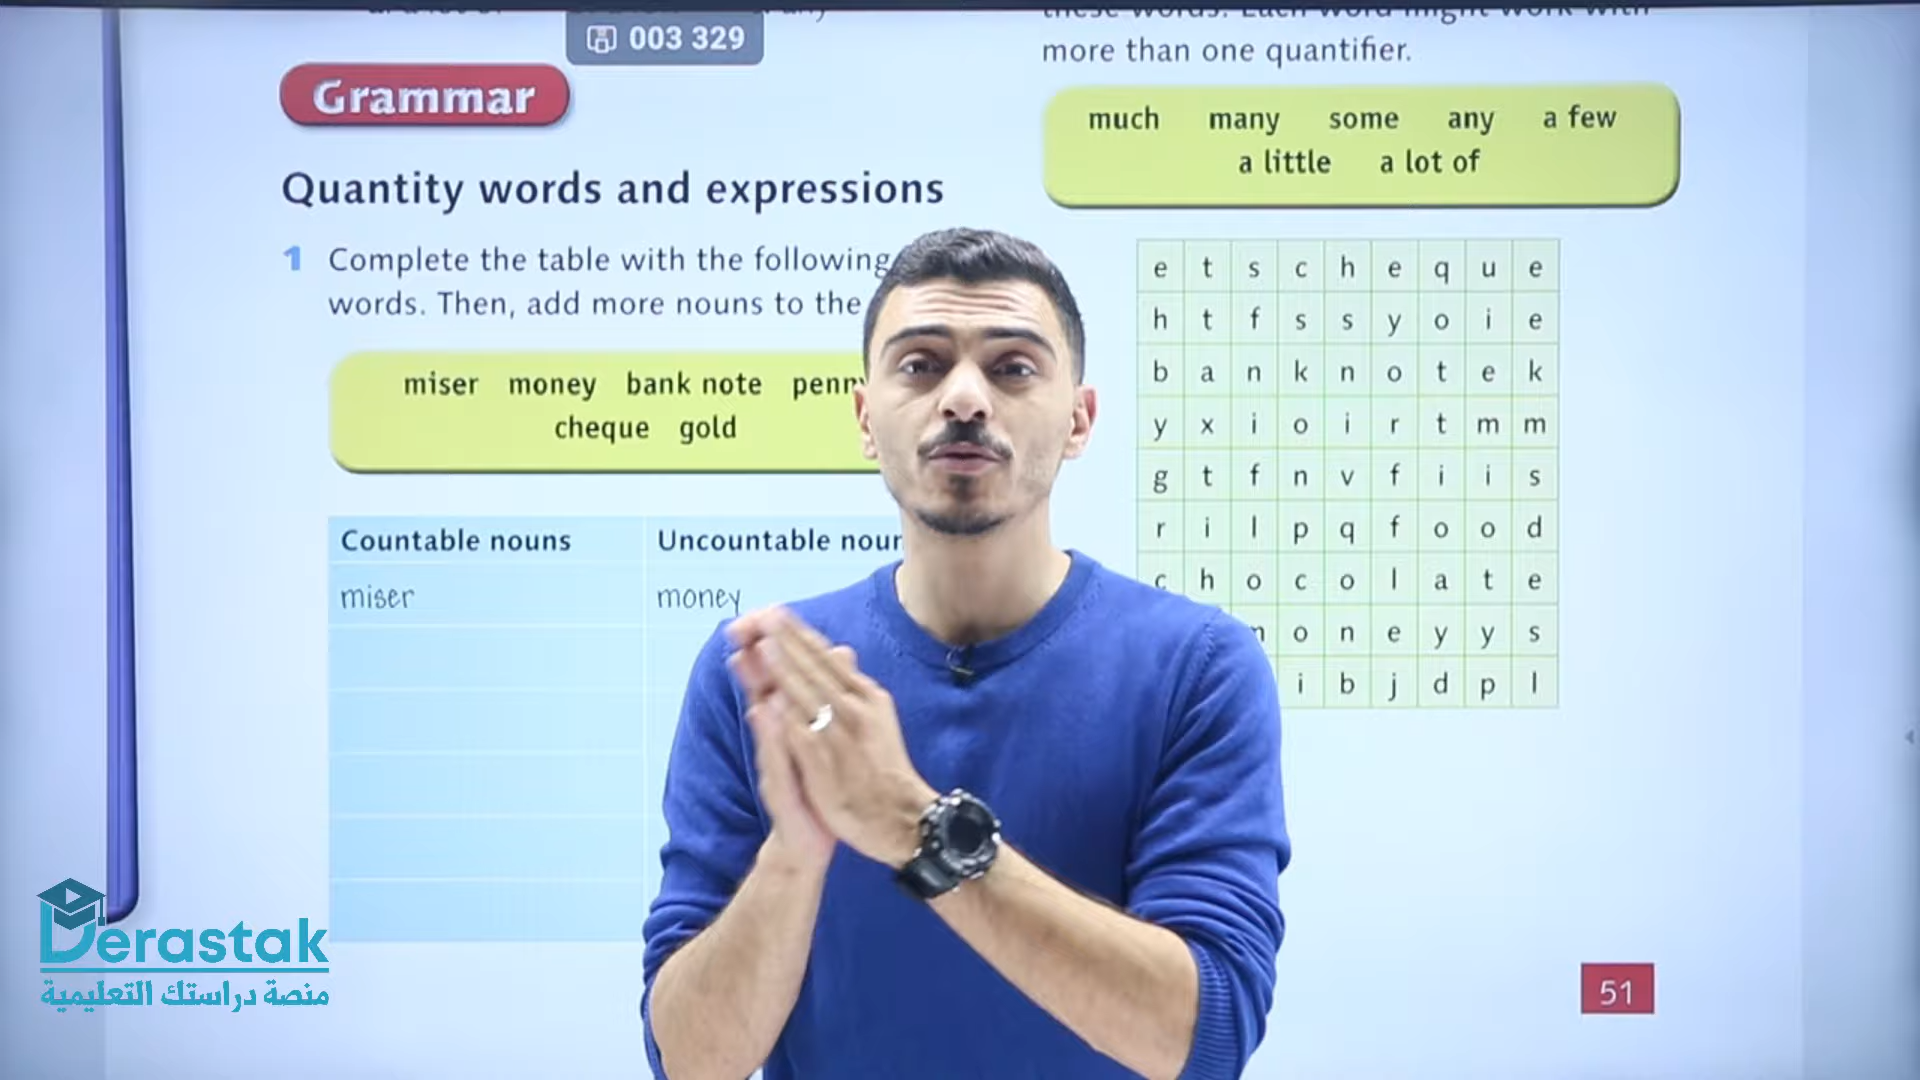 003 329
Grammar
Quantity words and expressions
1 Complete the table with the following
words. Then, add more nouns to the
miser money bank note
cheque gold
Countable nouns
Uncountable
miser
money
more than one quantifier.
much many some any a few
a little a lot of
e t s c h e q u e
h t f s s y o i e
b a n k n o t e k
y x i o i r t m m
g t f n v f i i s
r i l p q f o o d
c h o c o l a t e
o n e y y s
i b j d p l
51
Derastak
منصة دراستك التعليمية